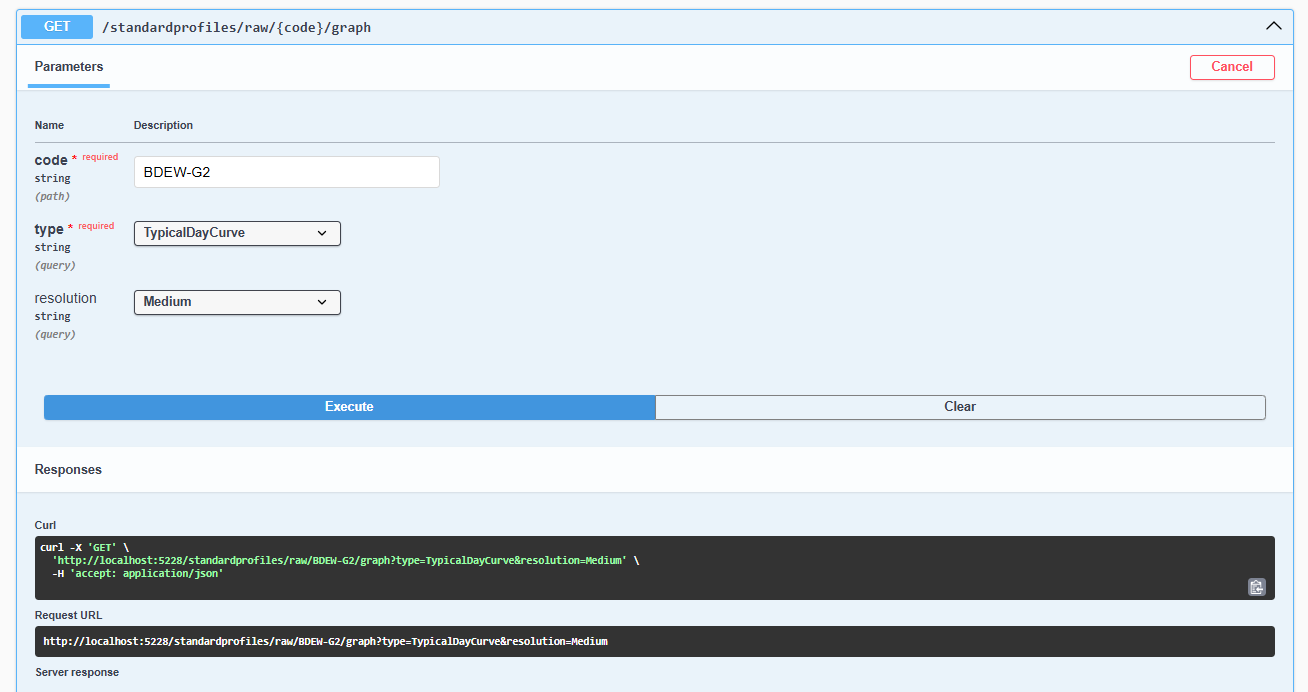 GET /standardprofiles/raw/{code}/graph
Parameters
Cancel
Name Description
code * required
string
(path)
BDEW-G2
type * required
string
(query)
TypicalDayCurve
resolution
string
(query)
Medium
Execute
Clear
Responses
Curl
curl -X 'GET' \
'http://localhost:5228/standardprofiles/raw/BDEW-G2/graph?type=TypicalDayCurve&resolution=Medium' \
-H 'accept: application/json'
Request URL
http://localhost:5228/standardprofiles/raw/BDEW-G2/graph?type=TypicalDayCurve&resolution=Medium
Server response